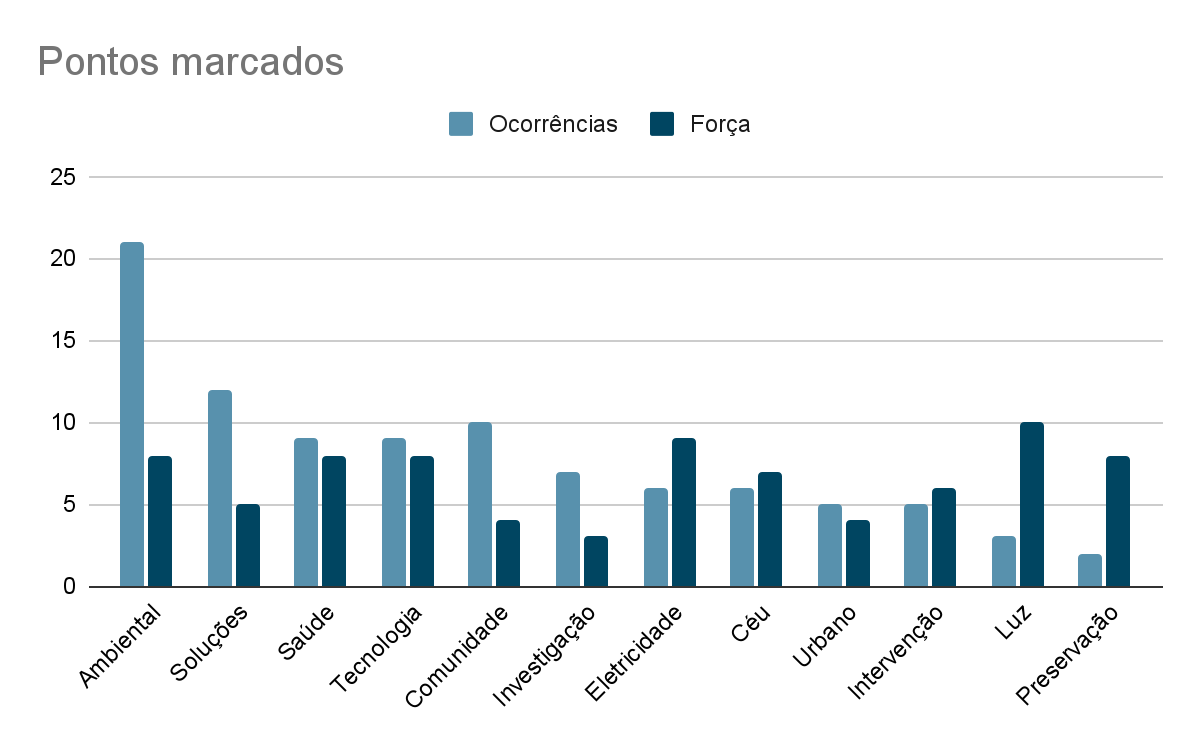 Pontos marcados
Ocorrências Força
25
20
15
10
5
0
Ambiental
Soluções
Saúde
Tecnologia
Comunidade
Investigação
Eletricidade
Céu
Urbano
Intervenção
Luz
Preservação